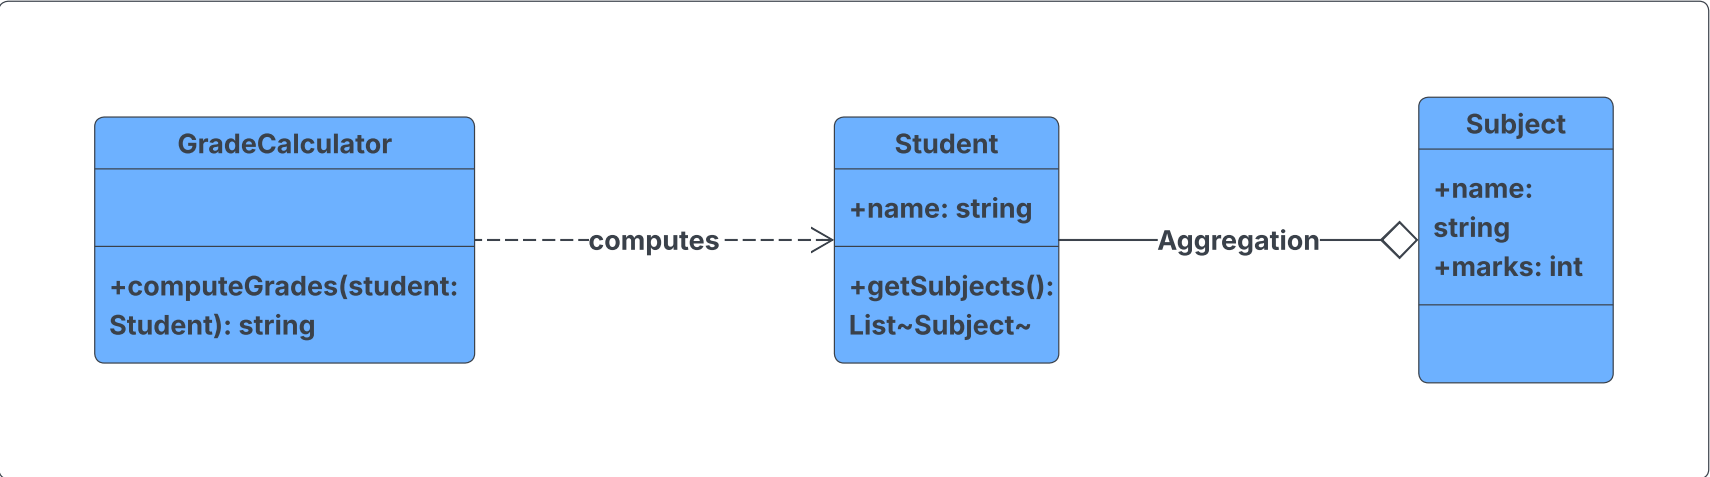 GradeCalculator
+computeGrades(student:
Student): string
computes
Student
+name: string
+getSubjects():
List~Subject~
Aggregation
Subject
+name:
string
+marks: int